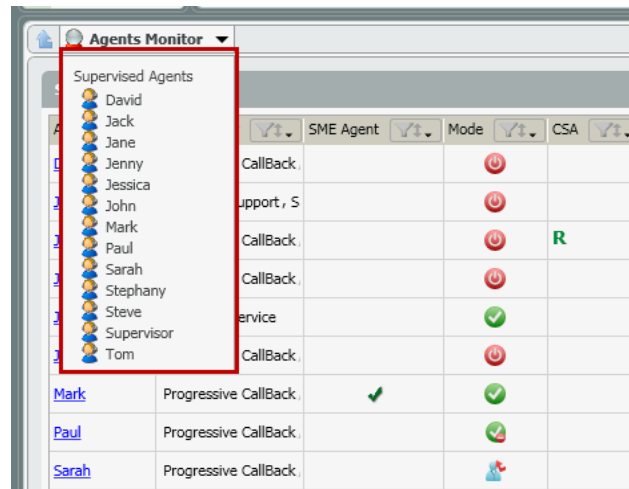 Agents Monitor
Supervised Agents
David
Jack
Jane
Jenny
Jessica
John
Mark
Paul
Sarah
Stephany
Steve
Supervisor
Tom
SME Agent Mode CSA
CallBack
upport, S
CallBack R
CallBack
ervice
CallBack
Mark Progressive CallBack
Paul Progressive CallBack
Sarah Progressive CallBack